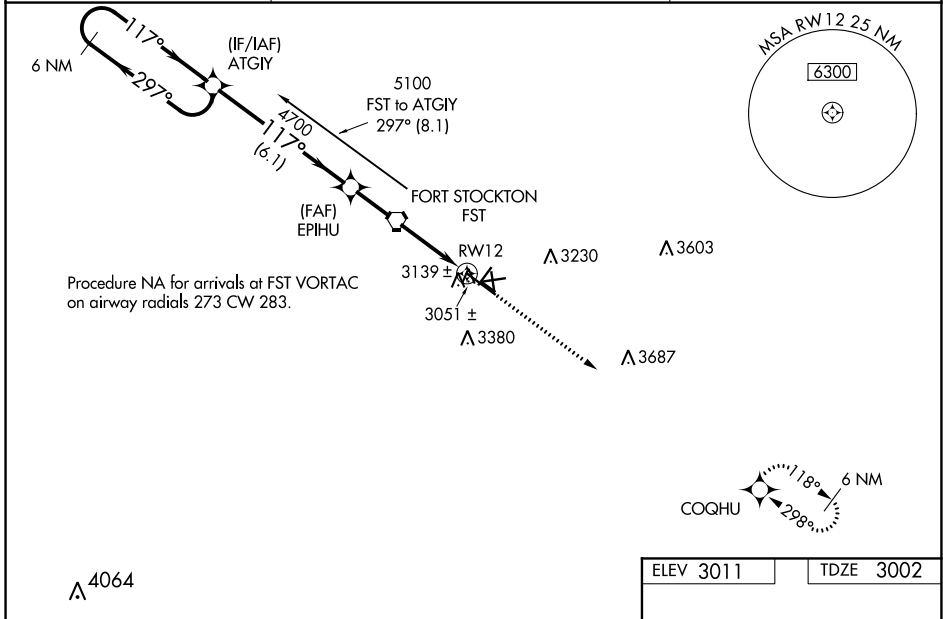 MSA RW12 25 NM
6300
117°
6 NM
297°
(IF/IAF)
ATGIY
5100
FST to ATGIY
297° (8.1)
4700
117°
(6.1)
(FAF)
EPIHU
FORT STOCKTON
FST
RW12
3139 ±
3051 ±
3230
3603
3380
3687
Procedure NA for arrivals at FST VORTAC
on airway radials 273 CW 283.
118°
6 NM
298°
COQHU
4064
ELEV 3011
TDZE 3002